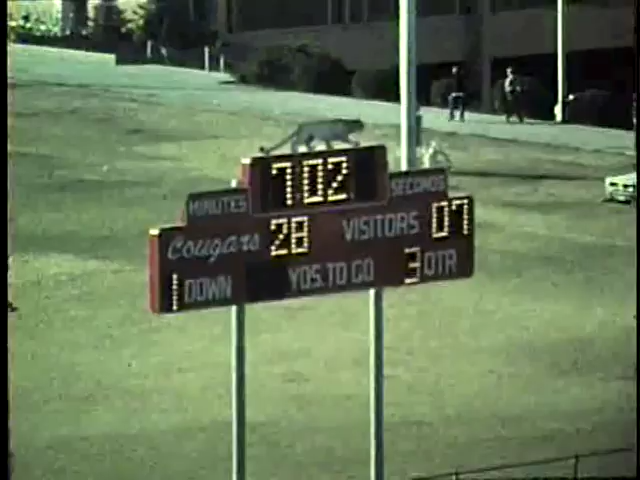 7:02
MINUTES SECONDS
Cougars 28 VISITORS 07
1 DOWN YDS. TO GO 3 QTR